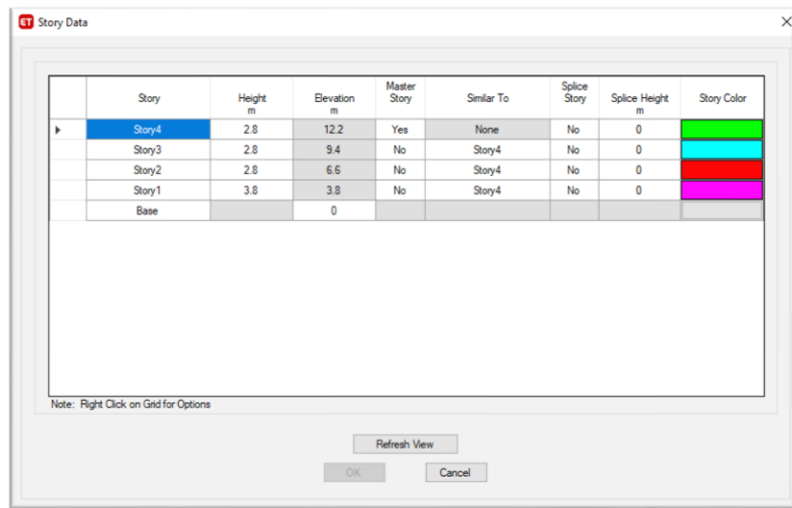 ET Story Data
Story Height m Elevation m Master Story Similar To Splice Story Splice Height m Story Color
Story4 2.8 12.2 Yes None No 0
Story3 2.8 9.4 No Story4 No 0
Story2 2.8 6.6 No Story4 No 0
Story1 3.8 3.8 No Story4 No 0
Base 0
Note: Right Click on Grid for Options
Refresh View
OK Cancel